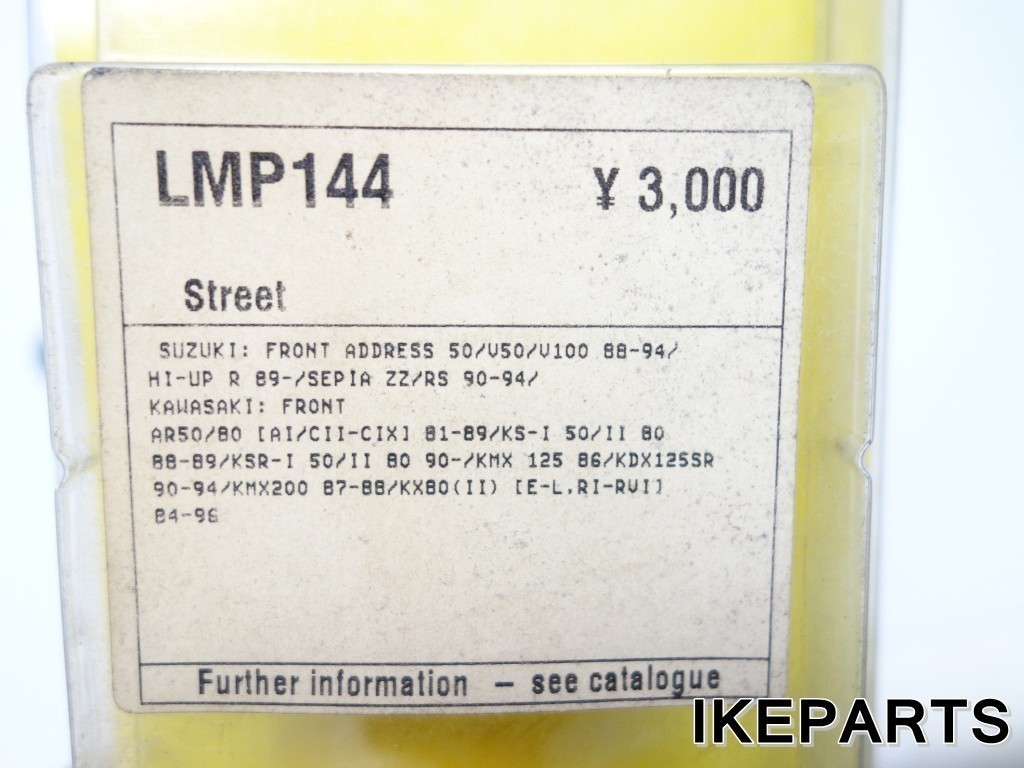 LMP144
¥ 3,000
Street
SUZUKI: FRONT ADDRESS 50/V50/V100 88-94/
HI-UP R 89-/SEPIA ZZ/RS 90-94/
KAWASAKI: FRONT
AR50/80 [AI/CII-CIX] 81-89/KS-I 50/II 80
88-89/KSR-I 50/II 80 90-/KMX 125 86/KDX125SR
90-94/KMX200 87-88/KX80(II) [E-L,RI-RVI]
84-96
Further information – see catalogue
IKEPARTS